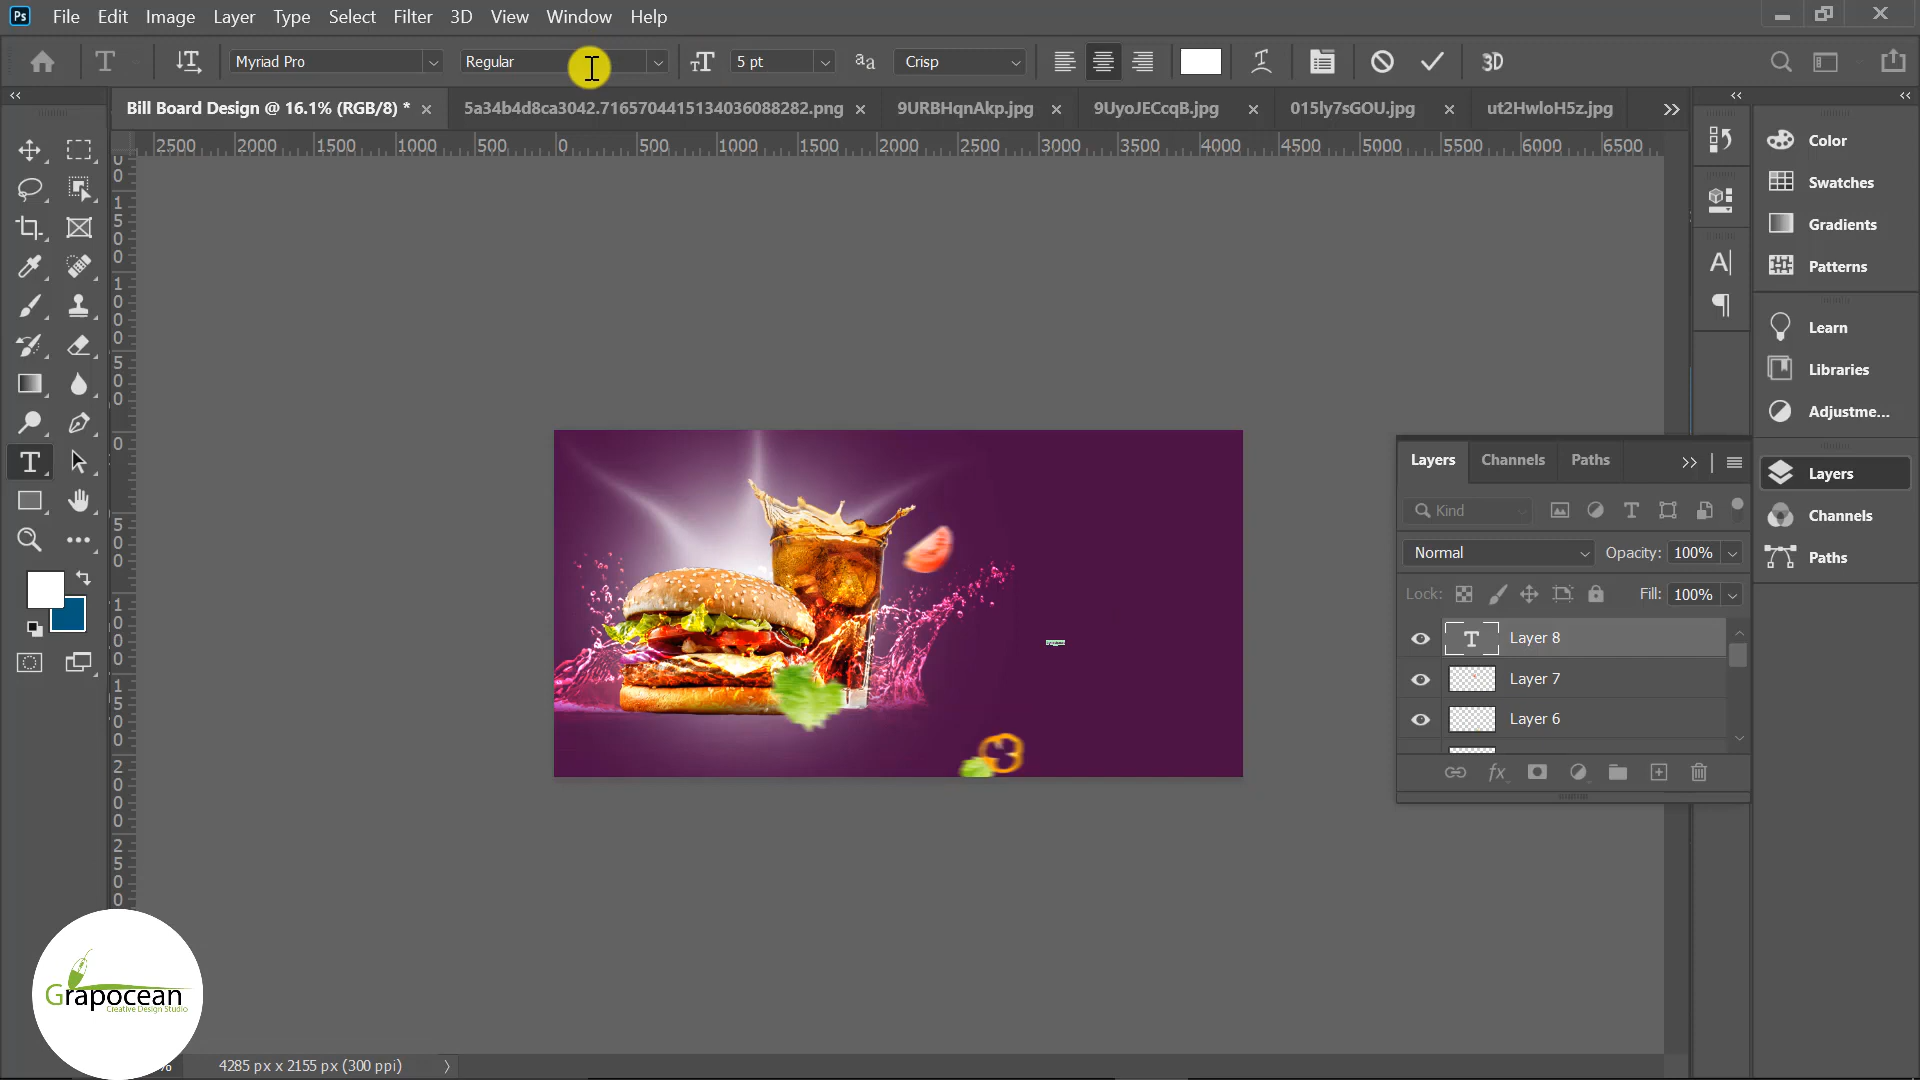 Ps File Edit Image Layer Type Select Filter 3D View Window Help
T Myriad Pro Regular 5 pt aa Crisp 3D
Bill Board Design @ 16.1% (RGB/8) * 5a34b4d8ca3042.7165704415134036088282.png 9URBHqnAkp.jpg 9UyoJECcqB.jpg 015ly7sGOU.jpg ut2HwloH5z.jpg
2500 2000 1500 1000 500 0 500 1000 1500 2000 2500 3000 3500 4000 4500 5000 5500 6000 6500
Color
Swatches
Gradients
Patterns
Learn
Libraries
Adjustme...
Layers
Channels
Paths
Layers Channels Paths
Kind
Normal Opacity: 100%
Lock: Fill: 100%
T Layer 8
Layer 7
Layer 6
fx
Grapocean
Creative Design Studio
% 4285 px x 2155 px (300 ppi)